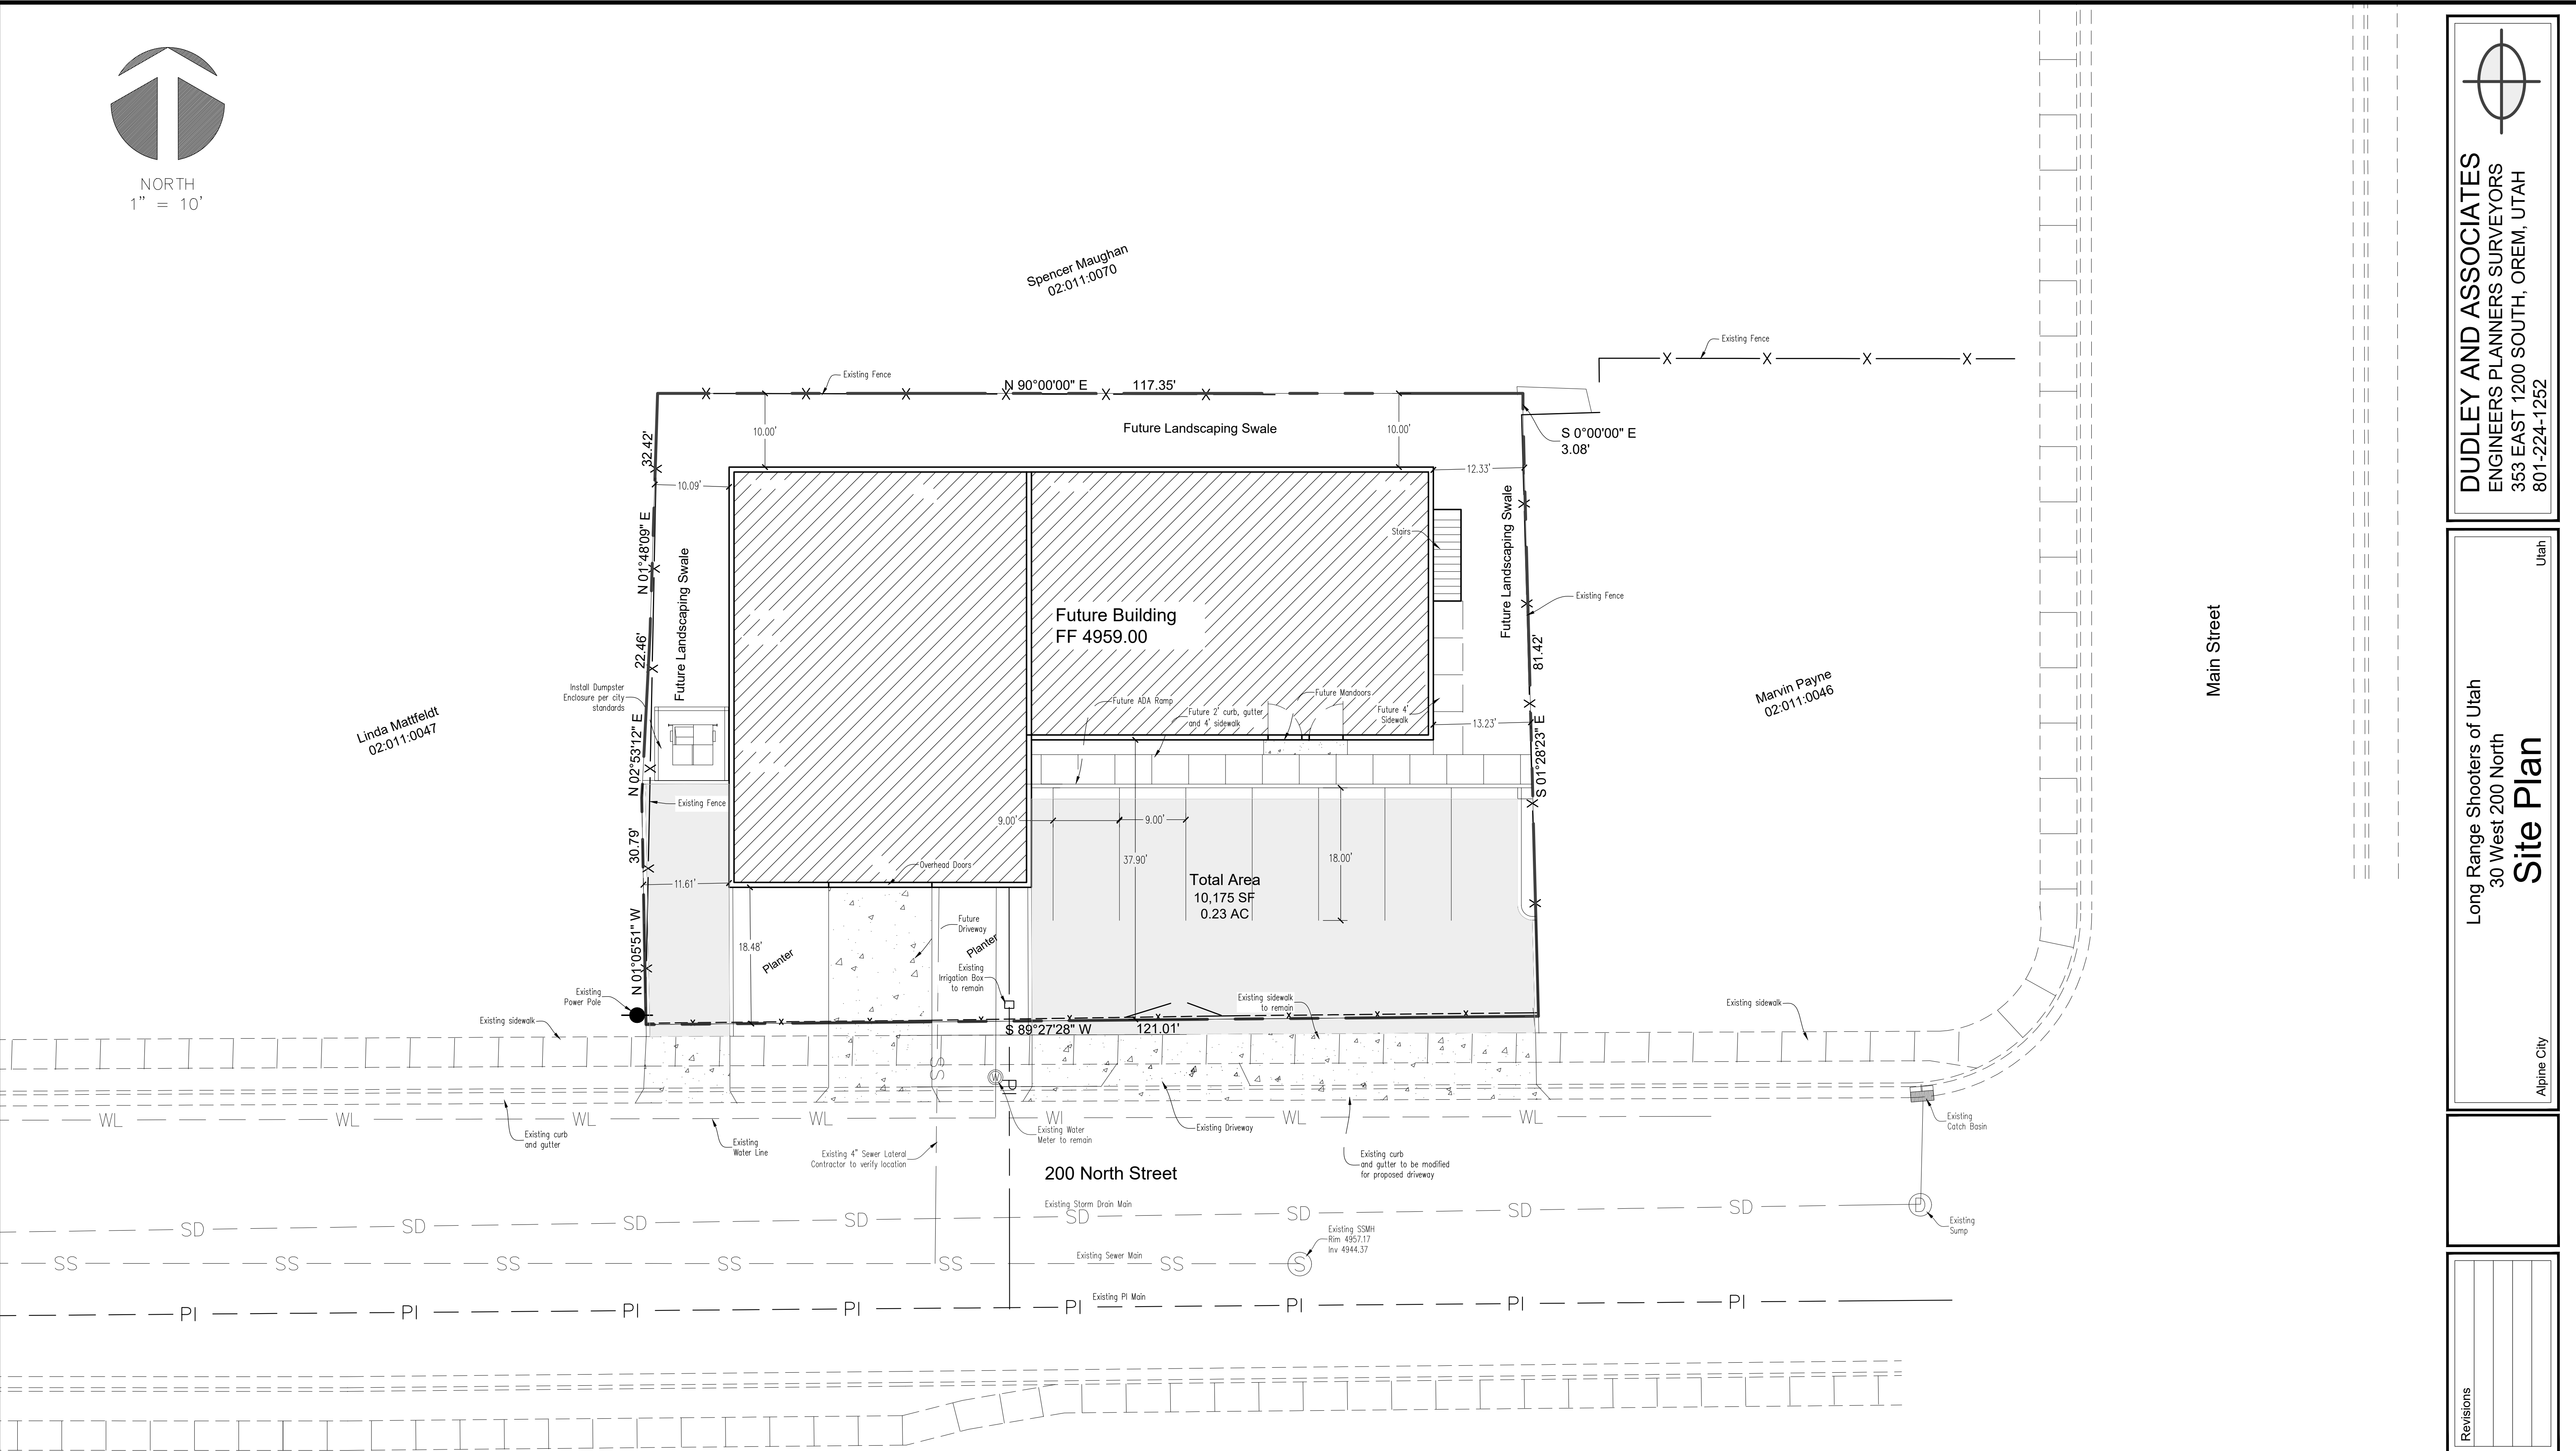 NORTH
1" = 10'
Spencer Maughan
02:011:0070
Existing Fence
Existing Fence
N 90°00'00" E 117.35'
10.00'
Future Landscaping Swale
10.00'
S 0°00'00" E
3.08'
32.42'
10.09'
12.33'
N 01°48'09" E
Future Landscaping Swale
Stairs
Future Landscaping Swale
Existing Fence
Future Building
FF 4959.00
22.46'
81.42'
Install Dumpster
Enclosure per city
standards
Linda Mattfeldt
02:011:0047
Marvin Payne
02:011:0046
Main Street
N 02°53'12" E
Future ADA Ramp
Future Mandoors
Future 2' curb, gutter
and 4' sidewalk
Future 4'
Sidewalk
13.23'
S 01°28'23" E
Existing Fence
9.00'
9.00'
30.79'
37.90'
18.00'
Overhead Doors
11.61'
Total Area
10,175 SF
0.23 AC
N 01°05'51" W
18.48'
Planter
Future
Driveway
Planter
Existing
Irrigation Box
to remain
Existing
Power Pole
Existing sidewalk
Existing sidewalk
to remain
Existing sidewalk
S 89°27'28" W 121.01'
SS
W
PI
WL WL WL WL WL WL WL
Existing curb
and gutter
Existing
Water Line
Existing 4" Sewer Lateral
Contractor to verify location
Existing Water
Meter to remain
Existing Driveway
Existing curb
and gutter to be modified
for proposed driveway
Existing
Catch Basin
200 North Street
Existing Storm Drain Main
SD SD SD SD SD SD SD SD
D
Existing
Sump
Existing SSMH
Rim 4957.17
Inv 4944.37
Existing Sewer Main
SS SS SS SS SS SS
S
Existing PI Main
PI PI PI PI PI PI PI PI
DUDLEY AND ASSOCIATES
ENGINEERS PLANNERS SURVEYORS
353 EAST 1200 SOUTH, OREM, UTAH
801-224-1252
Long Range Shooters of Utah
30 West 200 North
Site Plan
Alpine City
Utah
Revisions